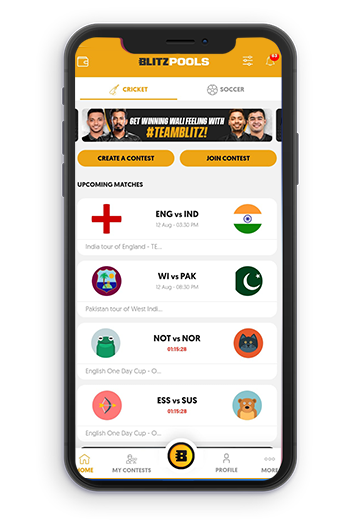 BLITZPOOLS
CRICKET
SOCCER
GET WINNING WALI FEELING WITH
#TEAMBLITZ!
CREATE A CONTEST
JOIN CONTEST
UPCOMING MATCHES
ENG vs IND
12 Aug - 03:30 PM
India tour of England - TE...
WI vs PAK
12 Aug - 08:30 PM
Pakistan tour of West Indi...
NOT vs NOR
01:15:28
English One Day Cup - O...
ESS vs SUS
01:15:28
English One Day Cup - O...
B
HOME
MY CONTESTS
PROFILE
MORE